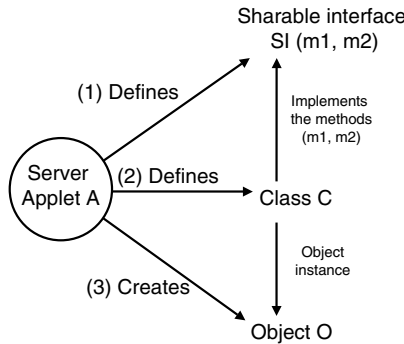 Sharable interface
SI (m1, m2)
(1) Defines
Implements
the methods
(m1, m2)
Server
Applet A
(2) Defines
Class C
Object
instance
(3) Creates
Object O